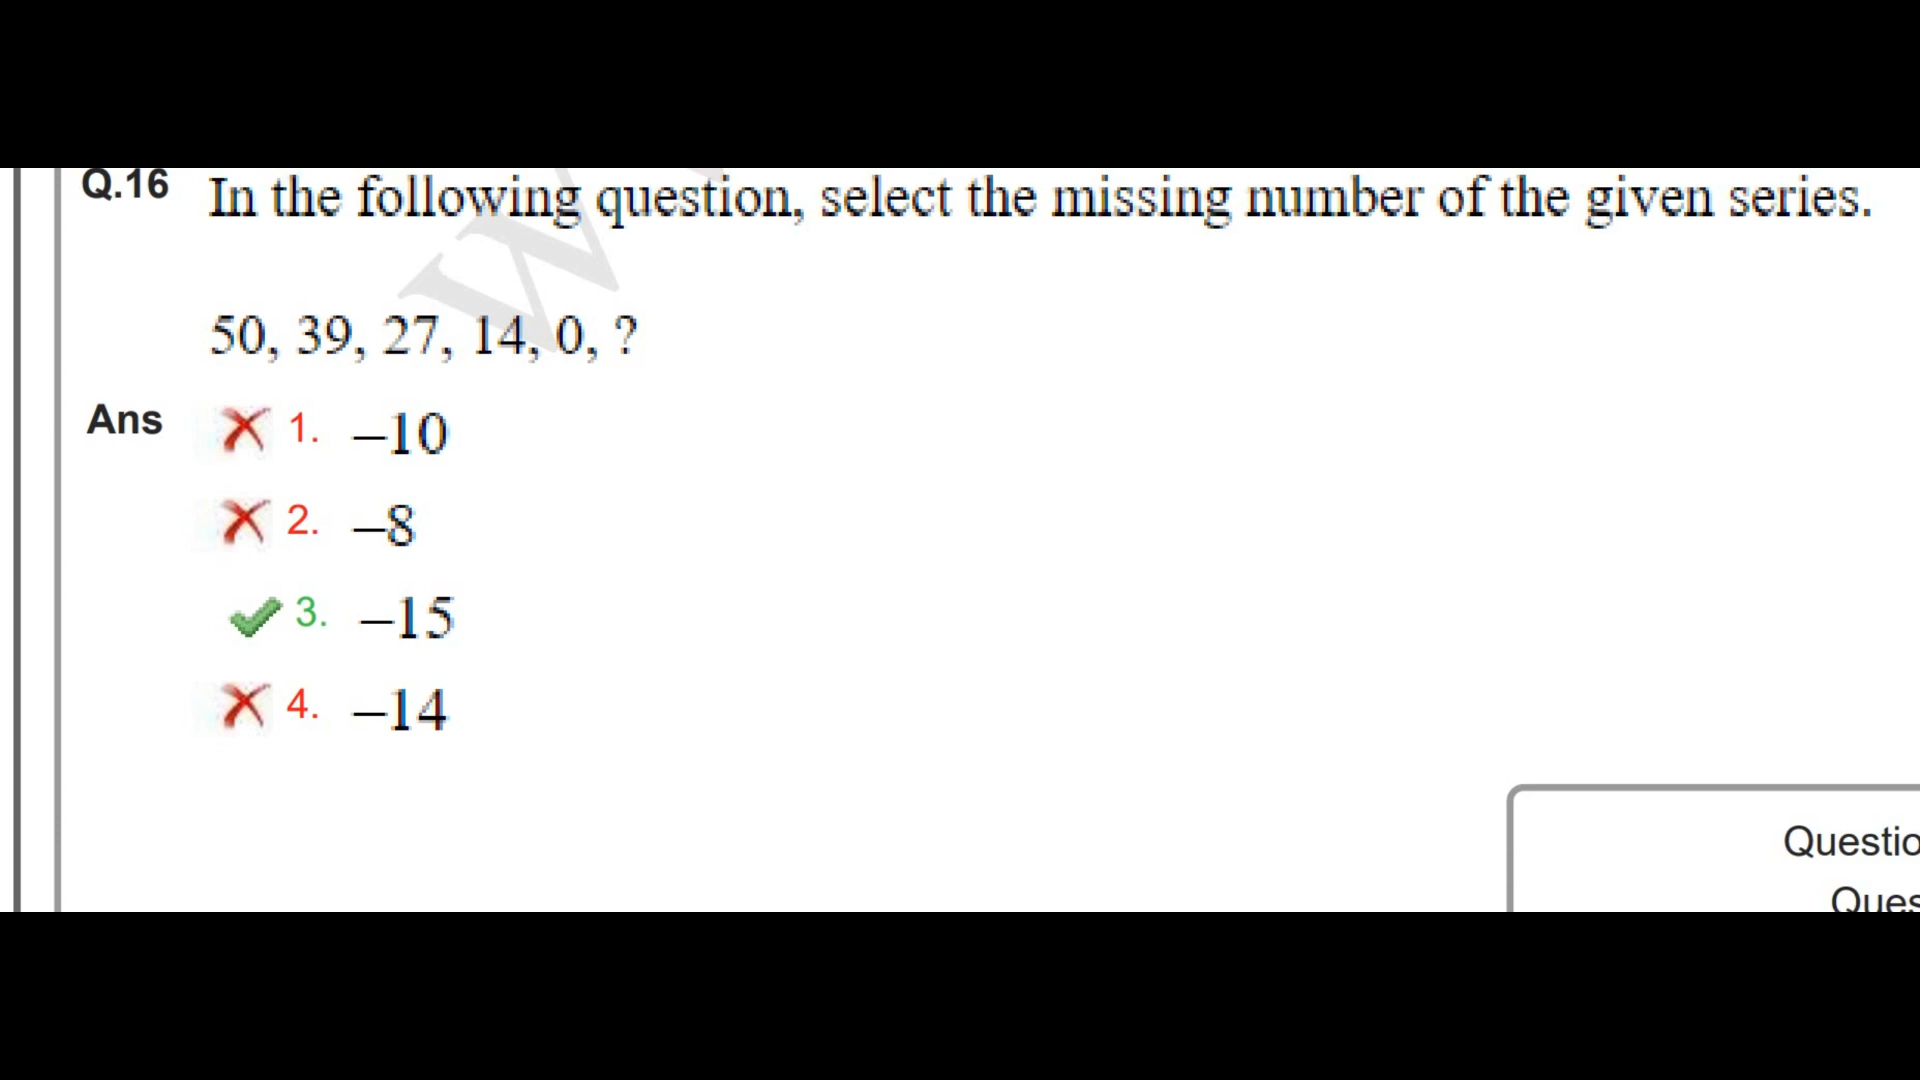 Q.16 In the following question, select the missing number of the given series.
50, 39, 27, 14, 0, ?
Ans 1. –10
2. –8
3. –15
4. –14
Questio
Ques